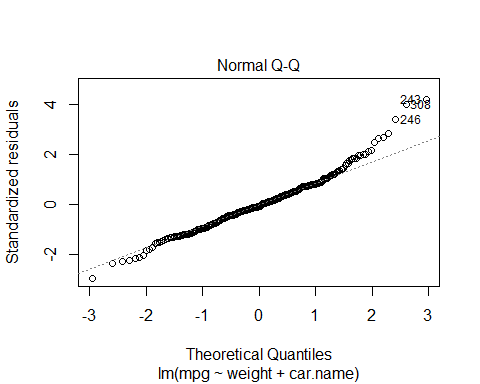 Normal Q-Q
Standardized residuals
4
2
0
-2
243
308
246
-3 -2 -1 0 1 2 3
Theoretical Quantiles
lm(mpg ~ weight + car.name)